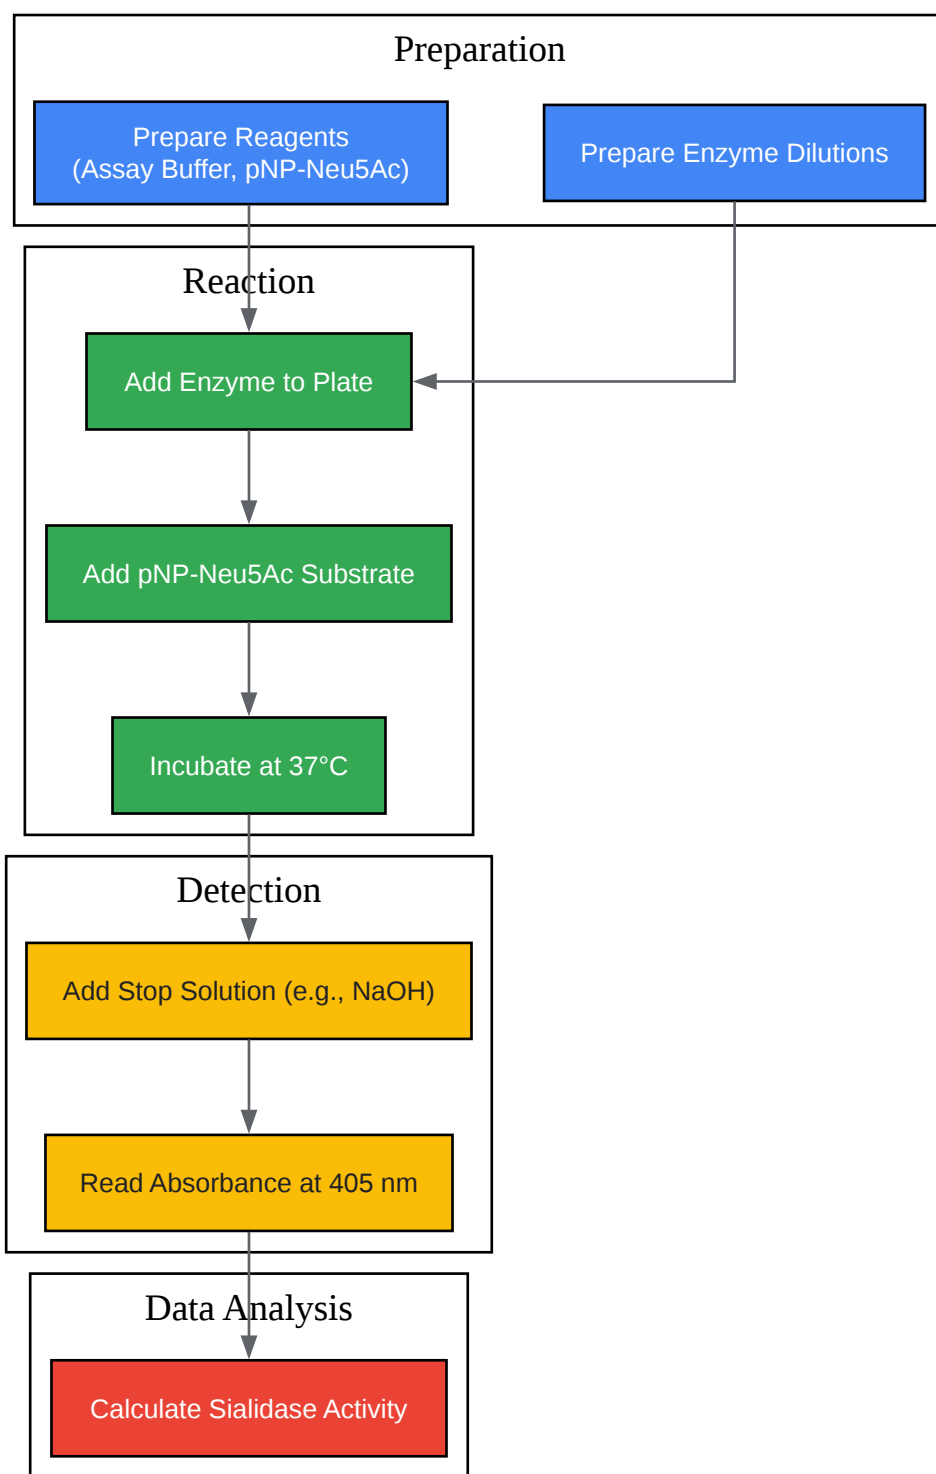 Preparation
Prepare Reagents
(Assay Buffer, pNP-Neu5Ac)
Prepare Enzyme Dilutions
Reaction
Add Enzyme to Plate
Add pNP-Neu5Ac Substrate
Incubate at 37°C
Detection
Add Stop Solution (e.g., NaOH)
Read Absorbance at 405 nm
Data Analysis
Calculate Sialidase Activity